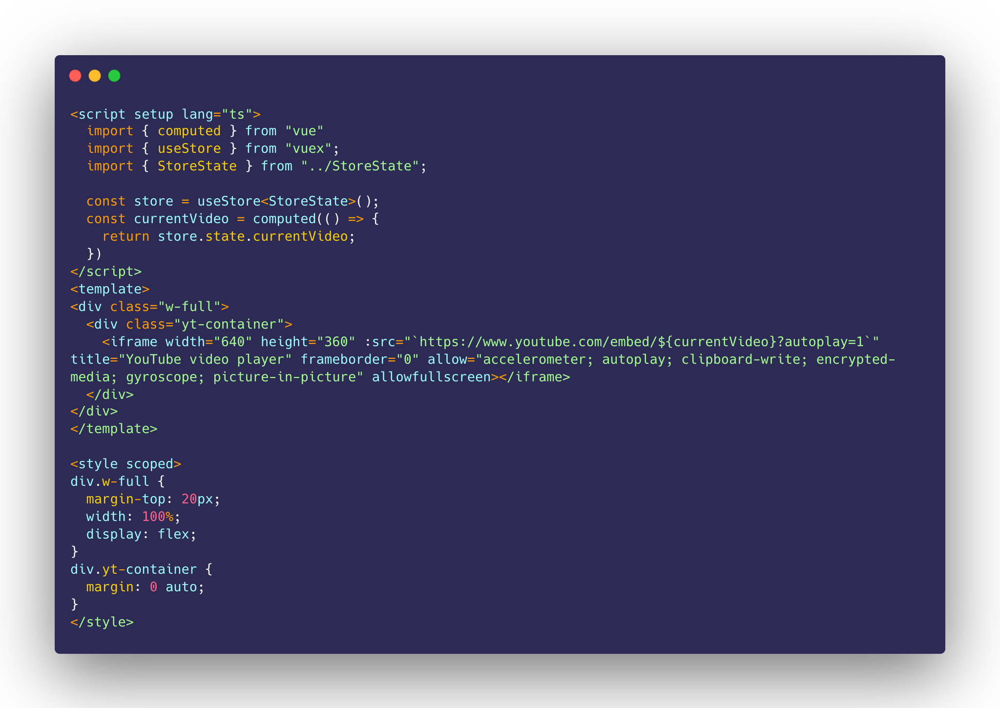 <script setup lang="ts">
  import { computed } from "vue"
  import { useStore } from "vuex";
  import { StoreState } from "../StoreState";

  const store = useStore<StoreState>();
  const currentVideo = computed(() => {
    return store.state.currentVideo;
  })
</script>
<template>
<div class="w-full">
  <div class="yt-container">
    <iframe width="640" height="360" :src="`https://www.youtube.com/embed/${currentVideo}?autoplay=1`"
title="YouTube video player" frameborder="0" allow="accelerometer; autoplay; clipboard-write; encrypted-
media; gyroscope; picture-in-picture" allowfullscreen></iframe>
  </div>
</div>
</template>

<style scoped>
div.w-full {
  margin-top: 20px;
  width: 100%;
  display: flex;
}
div.yt-container {
  margin: 0 auto;
}
</style>